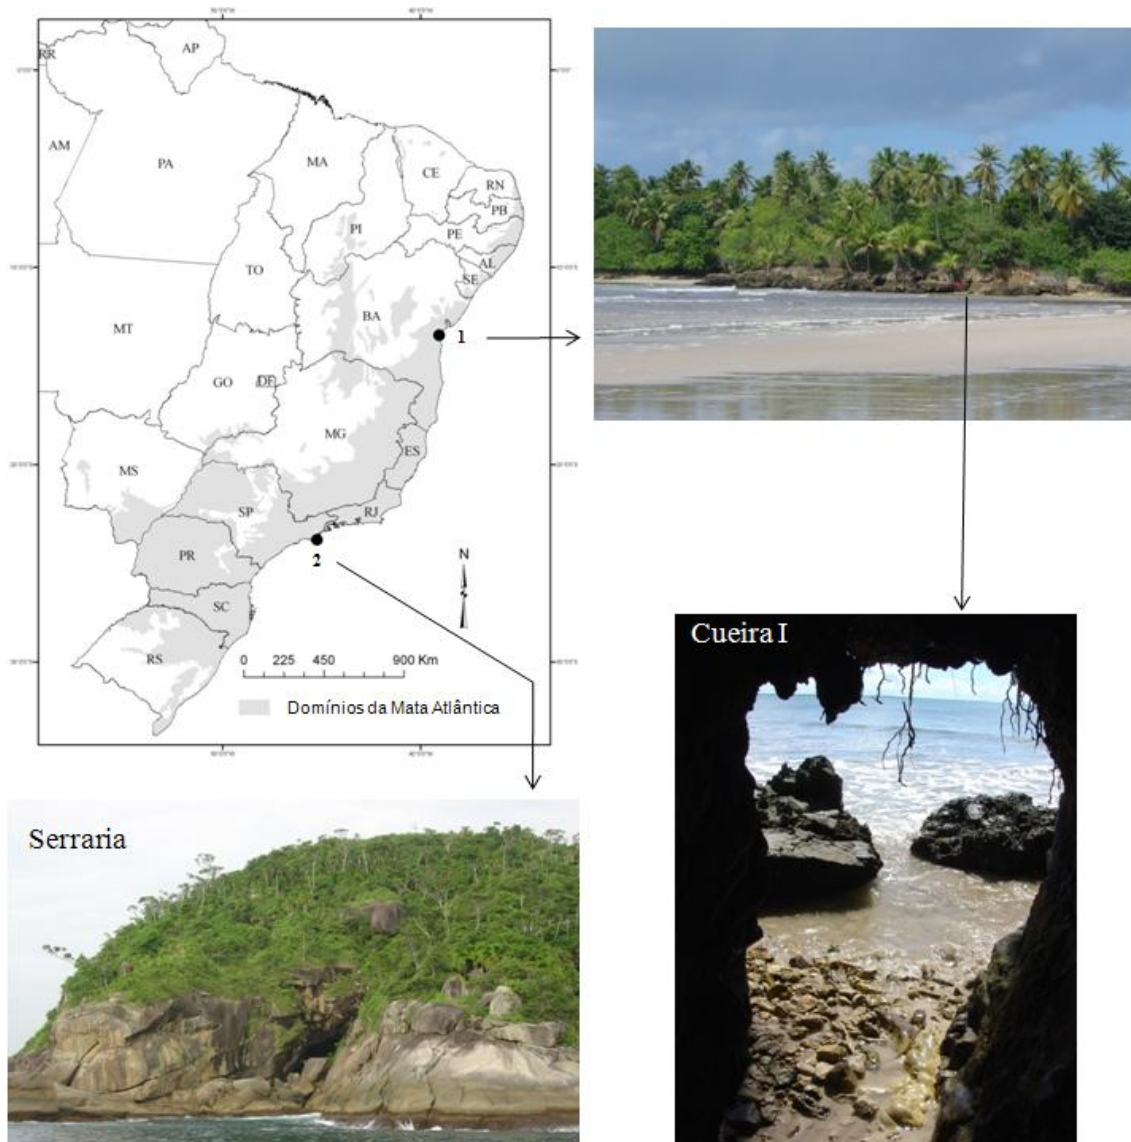 AP
RR
AM
PA
MA
CE
RN
PB
PI
PE
AL
SE
TO
BA
MT
1
GO
DF
MG
ES
MS
SP
RJ
PR
2
N
SC
RS
0 225 450 900 Km
Domínios da Mata Atlântica
Cueira I
Serraria